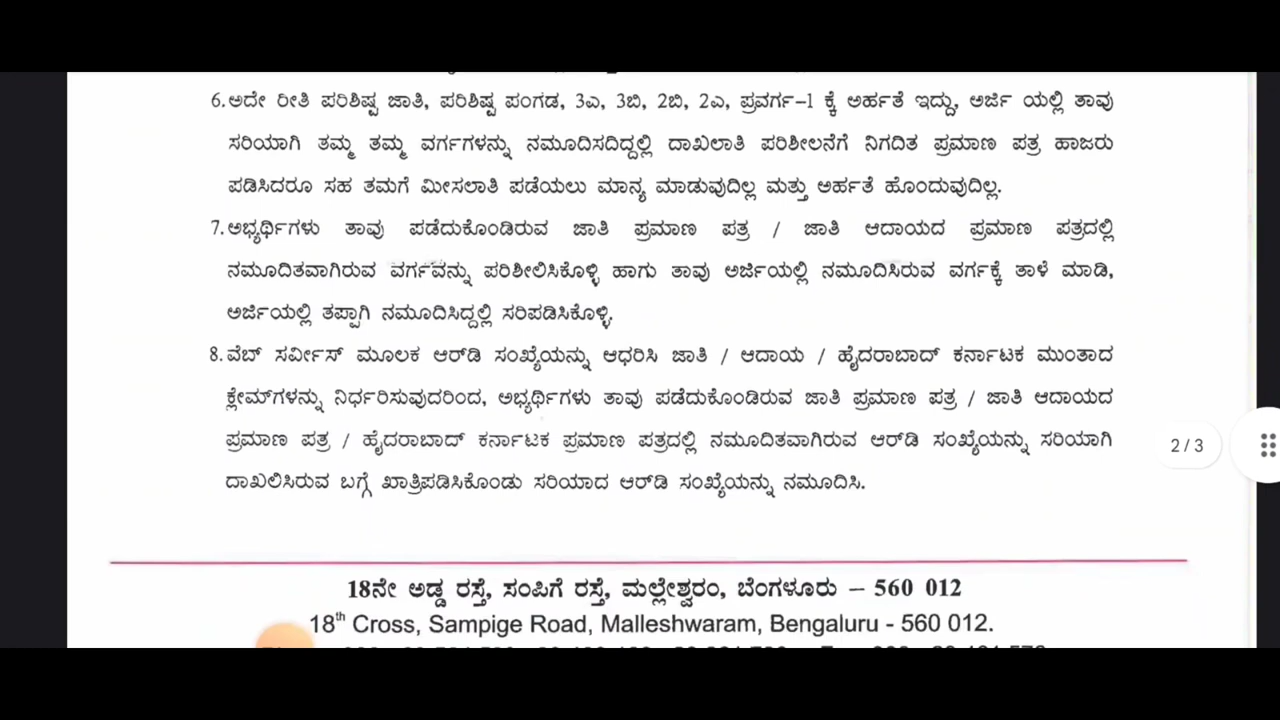 6. ಅದೇ ರೀತಿ ಪರಿಶಿಷ್ಟ ಜಾತಿ, ಪರಿಶಿಷ್ಟ ಪಂಗಡ, 3ಎ, 3ಬಿ, 2ಬಿ, 2ಎ, ಪ್ರವರ್ಗ–1 ಕ್ಕೆ ಅರ್ಹತೆ ಇದ್ದು, ಅರ್ಜಿ ಯಲ್ಲಿ ತಾವು
ಸರಿಯಾಗಿ ತಮ್ಮ ತಮ್ಮ ವರ್ಗಗಳನ್ನು ನಮೂದಿಸದಿದ್ದಲ್ಲಿ ದಾಖಲಾತಿ ಪರಿಶೀಲನೆಗೆ ನಿಗದಿತ ಪ್ರಮಾಣ ಪತ್ರ ಹಾಜರು
ಪಡಿಸಿದರೂ ಸಹ ತಮಗೆ ಮೀಸಲಾತಿ ಪಡೆಯಲು ಮಾನ್ಯ ಮಾಡುವುದಿಲ್ಲ ಮತ್ತು ಅರ್ಹತೆ ಹೊಂದುವುದಿಲ್ಲ.
7. ಅಭ್ಯರ್ಥಿಗಳು ತಾವು ಪಡೆದುಕೊಂಡಿರುವ ಜಾತಿ ಪ್ರಮಾಣ ಪತ್ರ / ಜಾತಿ ಆದಾಯದ ಪ್ರಮಾಣ ಪತ್ರದಲ್ಲಿ
ನಮೂದಿತವಾಗಿರುವ ವರ್ಗವನ್ನು ಪರಿಶೀಲಿಸಿಕೊಳ್ಳಿ ಹಾಗು ತಾವು ಅರ್ಜಿಯಲ್ಲಿ ನಮೂದಿಸಿರುವ ವರ್ಗಕ್ಕೆ ತಾಳೆ ಮಾಡಿ,
ಅರ್ಜಿಯಲ್ಲಿ ತಪ್ಪಾಗಿ ನಮೂದಿಸಿದ್ದಲ್ಲಿ ಸರಿಪಡಿಸಿಕೊಳ್ಳಿ.
8. ವೆಬ್ ಸರ್ವೀಸ್ ಮೂಲಕ ಆರ್‌ಡಿ ಸಂಖ್ಯೆಯನ್ನು ಆಧರಿಸಿ ಜಾತಿ / ಆದಾಯ / ಹೈದರಾಬಾದ್ ಕರ್ನಾಟಕ ಮುಂತಾದ
ಕ್ಲೇಮ್‌ಗಳನ್ನು ನಿರ್ಧರಿಸುವುದರಿಂದ, ಅಭ್ಯರ್ಥಿಗಳು ತಾವು ಪಡೆದುಕೊಂಡಿರುವ ಜಾತಿ ಪ್ರಮಾಣ ಪತ್ರ / ಜಾತಿ ಆದಾಯದ
ಪ್ರಮಾಣ ಪತ್ರ / ಹೈದರಾಬಾದ್ ಕರ್ನಾಟಕ ಪ್ರಮಾಣ ಪತ್ರದಲ್ಲಿ ನಮೂದಿತವಾಗಿರುವ ಆರ್‌ಡಿ ಸಂಖ್ಯೆಯನ್ನು ಸರಿಯಾಗಿ
ದಾಖಲಿಸಿರುವ ಬಗ್ಗೆ ಖಾತ್ರಿಪಡಿಸಿಕೊಂಡು ಸರಿಯಾದ ಆರ್‌ಡಿ ಸಂಖ್ಯೆಯನ್ನು ನಮೂದಿಸಿ.
2 / 3
18ನೇ ಅಡ್ಡ ರಸ್ತೆ, ಸಂಪಿಗೆ ರಸ್ತೆ, ಮಲ್ಲೇಶ್ವರಂ, ಬೆಂಗಳೂರು – 560 012
18th Cross, Sampige Road, Malleshwaram, Bengaluru - 560 012.